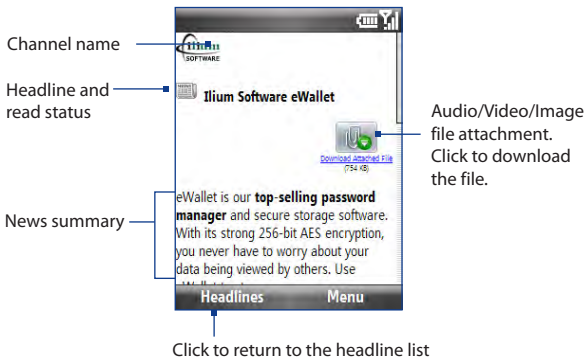 Channel name
Ilium
SOFTWARE
Headline and
read status
Ilium Software eWallet
Audio/Video/Image
file attachment.
Click to download
the file.
Download Attached File
(754 KB)
News summary
eWallet is our top-selling password
manager and secure storage software.
With its strong 256-bit AES encryption,
you never have to worry about your
data being viewed by others. Use
Headlines Menu
Click to return to the headline list